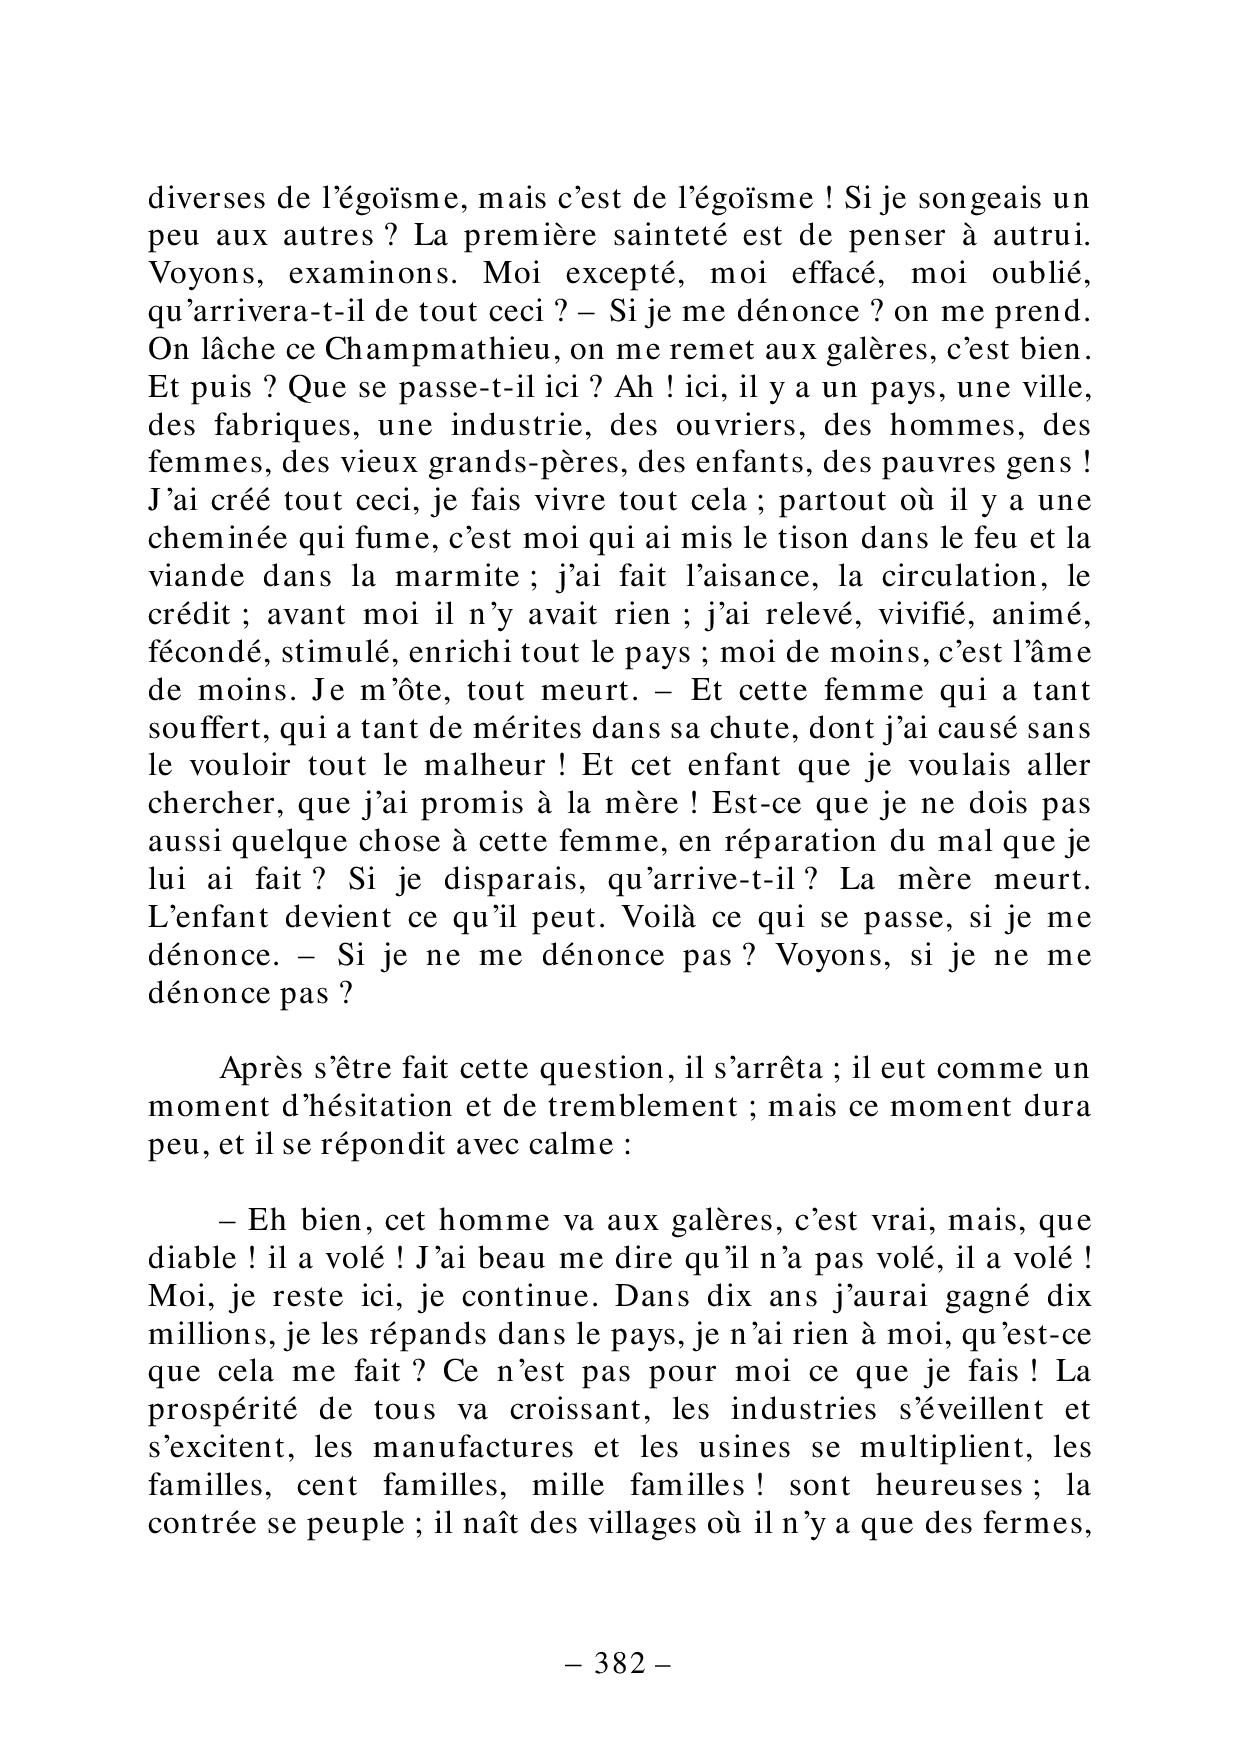 diverses de l’égoïsme, mais c’est de l’égoïsme ! Si je songeais un
peu aux autres ? La première sainteté est de penser à autrui.
Voyons, examinons. Moi excepté, moi effacé, moi oublié,
qu’arrivera-t-il de tout ceci ? – Si je me dénonce ? on me prend.
On lâche ce Champmathieu, on me remet aux galères, c’est bien.
Et puis ? Que se passe-t-il ici ? Ah ! ici, il y a un pays, une ville,
des fabriques, une industrie, des ouvriers, des hommes, des
femmes, des vieux grands-pères, des enfants, des pauvres gens !
J’ai créé tout ceci, je fais vivre tout cela ; partout où il y a une
cheminée qui fume, c’est moi qui ai mis le tison dans le feu et la
viande dans la marmite ; j’ai fait l’aisance, la circulation, le
crédit ; avant moi il n’y avait rien ; j’ai relevé, vivifié, animé,
fécondé, stimulé, enrichi tout le pays ; moi de moins, c’est l’âme
de moins. Je m’ôte, tout meurt. – Et cette femme qui a tant
souffert, qui a tant de mérites dans sa chute, dont j’ai causé sans
le vouloir tout le malheur ! Et cet enfant que je voulais aller
chercher, que j’ai promis à la mère ! Est-ce que je ne dois pas
aussi quelque chose à cette femme, en réparation du mal que je
lui ai fait ? Si je disparais, qu’arrive-t-il ? La mère meurt.
L’enfant devient ce qu’il peut. Voilà ce qui se passe, si je me
dénonce. – Si je ne me dénonce pas ? Voyons, si je ne me
dénonce pas ?
Après s’être fait cette question, il s’arrêta ; il eut comme un
moment d’hésitation et de tremblement ; mais ce moment dura
peu, et il se répondit avec calme :
– Eh bien, cet homme va aux galères, c’est vrai, mais, que
diable ! il a volé ! J’ai beau me dire qu’il n’a pas volé, il a volé !
Moi, je reste ici, je continue. Dans dix ans j’aurai gagné dix
millions, je les répands dans le pays, je n’ai rien à moi, qu’est-ce
que cela me fait ? Ce n’est pas pour moi ce que je fais ! La
prospérité de tous va croissant, les industries s’éveillent et
s’excitent, les manufactures et les usines se multiplient, les
familles, cent familles, mille familles ! sont heureuses ; la
contrée se peuple ; il naît des villages où il n’y a que des fermes,
– 382 –